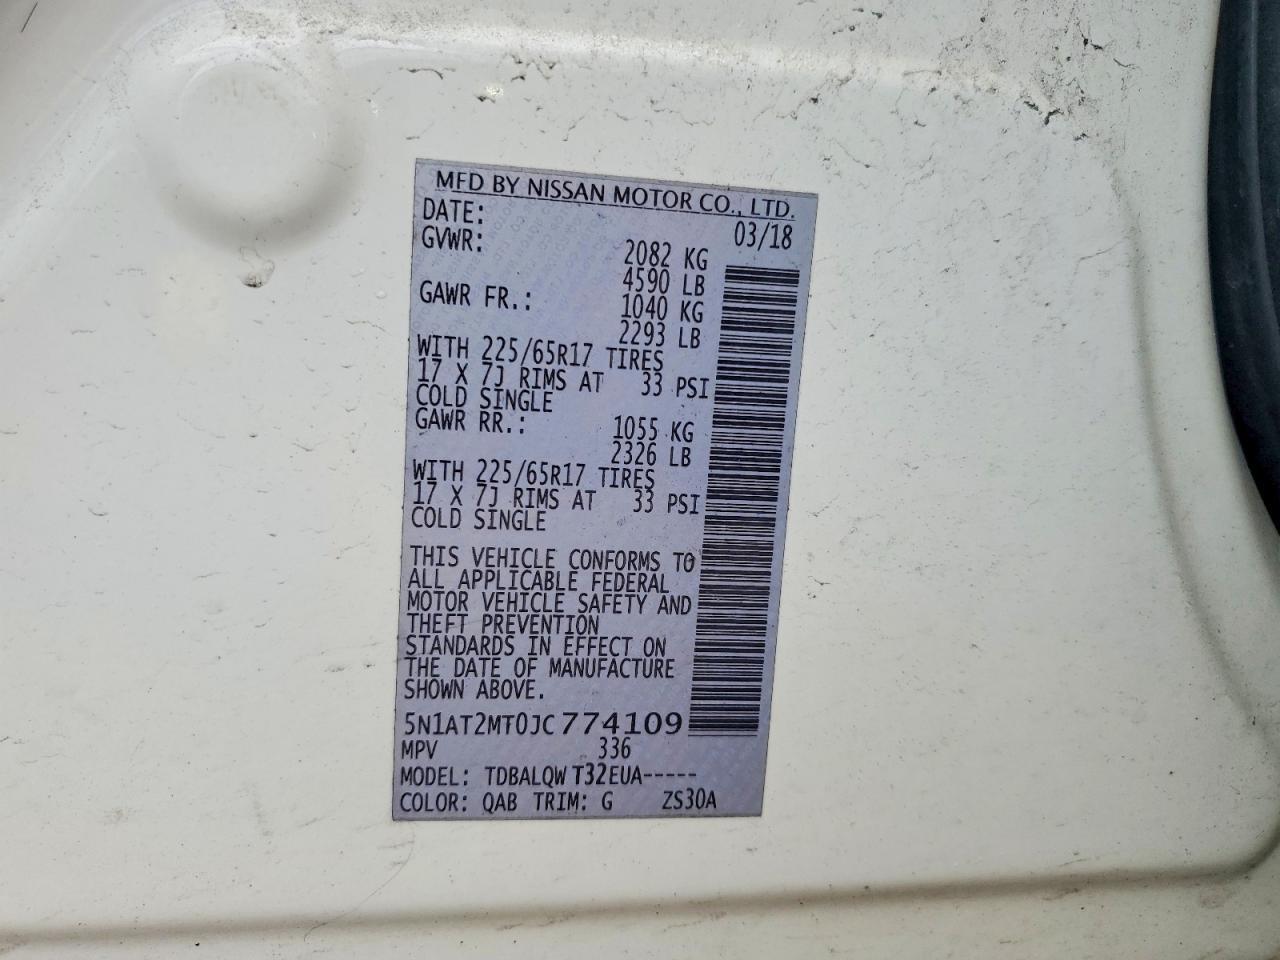 MFD BY NISSAN MOTOR CO., LTD.
DATE: 03/18
GVWR: 2082 KG
4590 LB
GAWR FR.: 1040 KG
2293 LB
WITH 225/65R17 TIRES
17 X 7J RIMS AT 33 PSI
COLD SINGLE
GAWR RR.: 1055 KG
2326 LB
WITH 225/65R17 TIRES
17 X 7J RIMS AT 33 PSI
COLD SINGLE
THIS VEHICLE CONFORMS TO
ALL APPLICABLE FEDERAL
MOTOR VEHICLE SAFETY AND
THEFT PREVENTION
STANDARDS IN EFFECT ON
THE DATE OF MANUFACTURE
SHOWN ABOVE.
5N1AT2MT0JC774109
MPV 336
MODEL: TDBALQW T32EUA-----
COLOR: QAB TRIM: G ZS30A